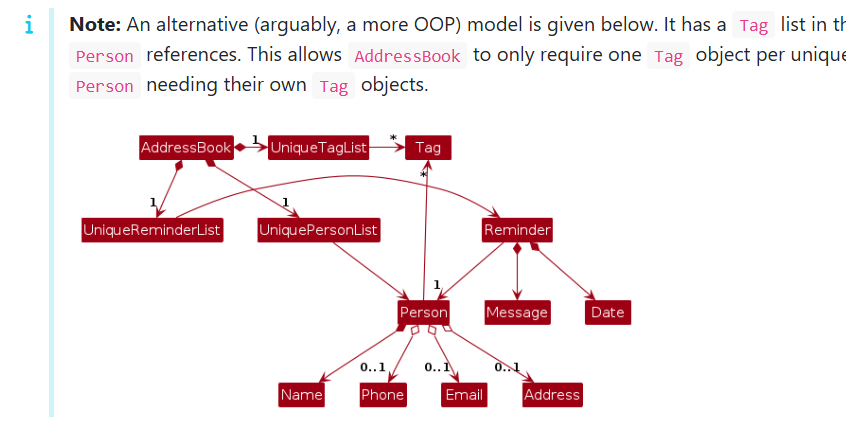 i
Note: An alternative (arguably, a more OOP) model is given below. It has a Tag list in th
Person references. This allows AddressBook to only require one Tag object per unique
Person needing their own Tag objects.
AddressBook 1 UniqueTagList * Tag
*
1 1
UniqueReminderList UniquePersonList Reminder
1
Person Message Date
0..1 0..1 0..1
Name Phone Email Address